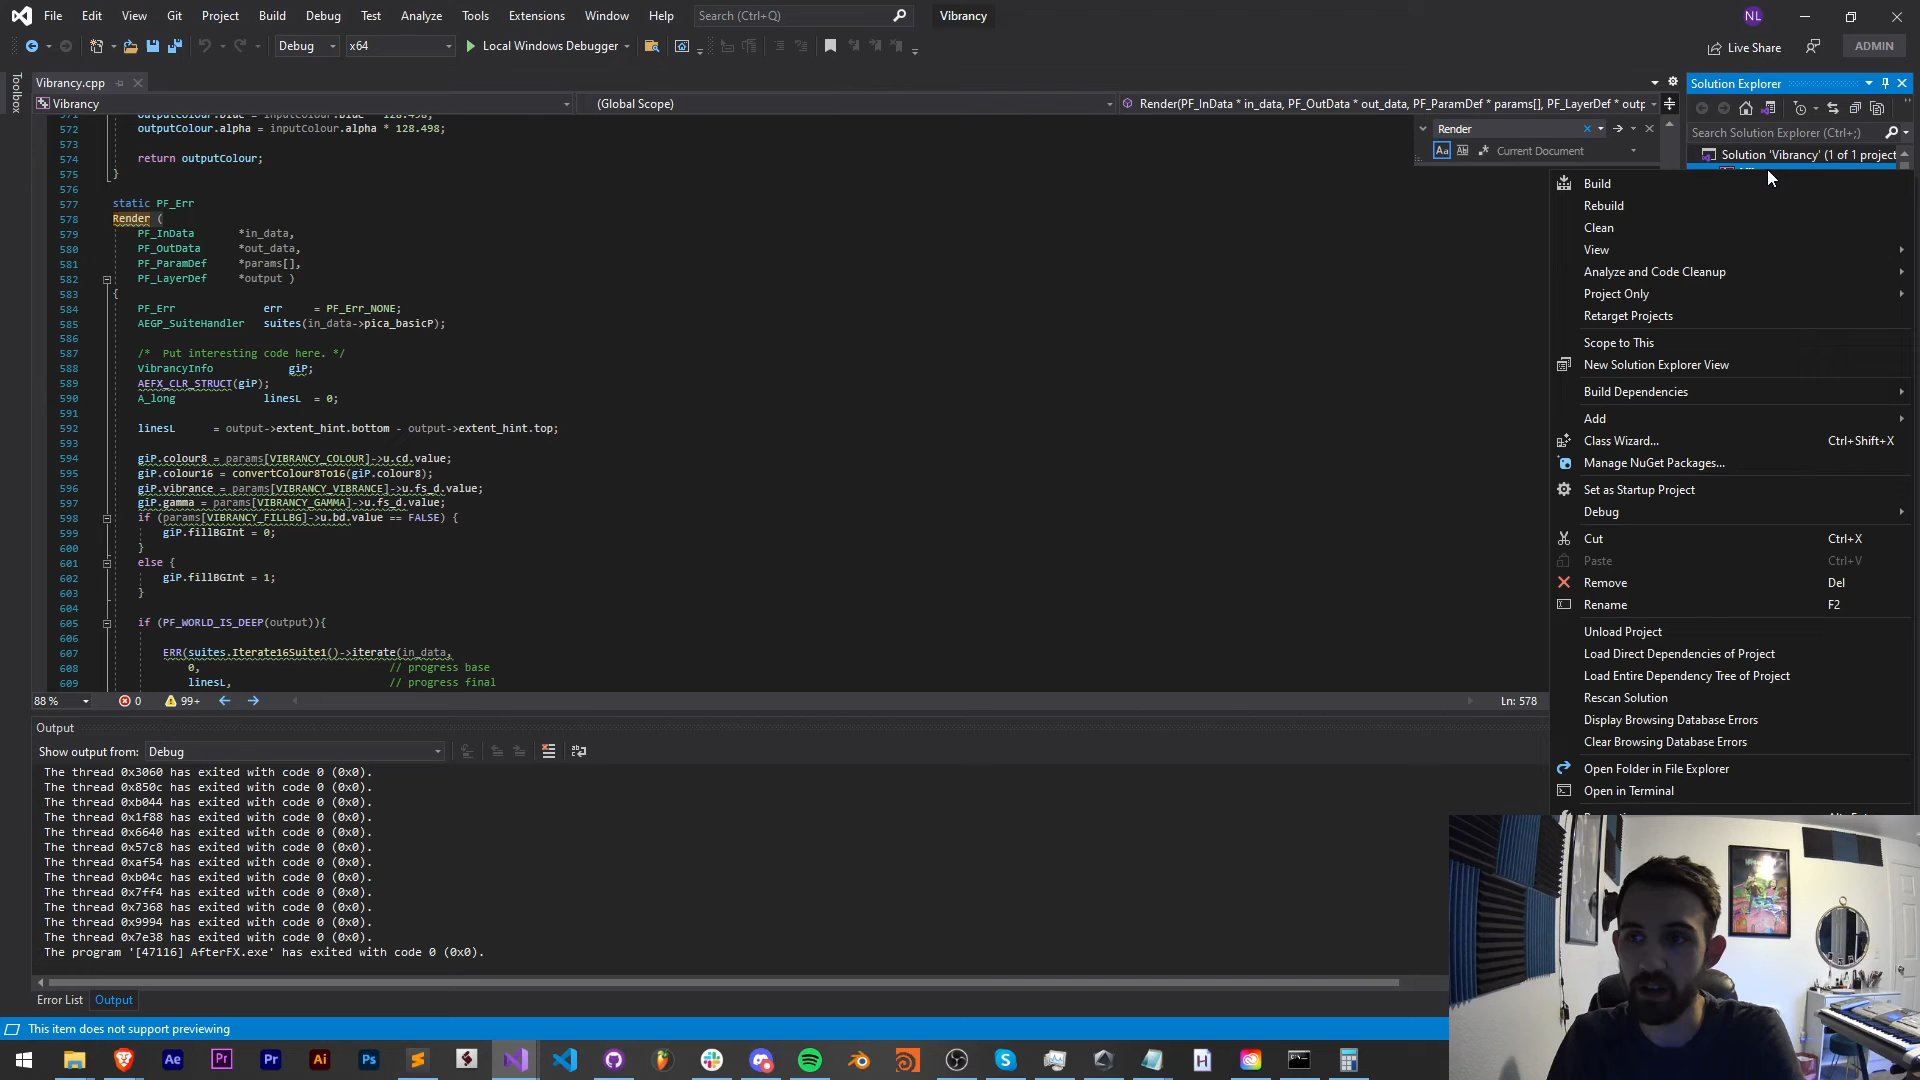 File Edit View Git Project Build Debug Test Analyze Tools Extensions Window Help Search (Ctrl+Q) Vibrancy NL
Debug x64 Local Windows Debugger Live Share ADMIN
Toolbox
Vibrancy.cpp
Vibrancy (Global Scope) Render(PF_InData * in_data, PF_OutData * out_data, PF_ParamDef * params[], PF_LayerDef * outp
Render
Aa Current Document
572 outputColour.alpha = inputColour.alpha * 128.498;
573
574 return outputColour;
575 }
576
577 static PF_Err
578 Render (
579 PF_InData *in_data,
580 PF_OutData *out_data,
581 PF_ParamDef *params[],
582 PF_LayerDef *output )
583 {
584 PF_Err err = PF_Err_NONE;
585 AEGP_SuiteHandler suites(in_data->pica_basicP);
586
587 /* Put interesting code here. */
588 VibrancyInfo giP;
589 AEFX_CLR_STRUCT(giP);
590 A_long linesL = 0;
591
592 linesL = output->extent_hint.bottom - output->extent_hint.top;
593
594 giP.colour8 = params[VIBRANCY_COLOUR]->u.cd.value;
595 giP.colour16 = convertColour8To16(giP.colour8);
596 giP.vibrance = params[VIBRANCY_VIBRANCE]->u.fs_d.value;
597 giP.gamma = params[VIBRANCY_GAMMA]->u.fs_d.value;
598 if (params[VIBRANCY_FILLBG]->u.bd.value == FALSE) {
599 giP.fillBGInt = 0;
600 }
601 else {
602 giP.fillBGInt = 1;
603 }
604
605 if (PF_WORLD_IS_DEEP(output)){
606
607 ERR(suites.Iterate16Suite1()->iterate(in_data,
608 0, // progress base
609 linesL, // progress final
88 % 0 99+ Ln: 578
Output
Show output from: Debug
The thread 0x3060 has exited with code 0 (0x0).
The thread 0x850c has exited with code 0 (0x0).
The thread 0xb044 has exited with code 0 (0x0).
The thread 0x1f88 has exited with code 0 (0x0).
The thread 0x6640 has exited with code 0 (0x0).
The thread 0x57c8 has exited with code 0 (0x0).
The thread 0xaf54 has exited with code 0 (0x0).
The thread 0xb04c has exited with code 0 (0x0).
The thread 0x7ff4 has exited with code 0 (0x0).
The thread 0x7368 has exited with code 0 (0x0).
The thread 0x9994 has exited with code 0 (0x0).
The thread 0x7e38 has exited with code 0 (0x0).
The program '[47116] AfterFX.exe' has exited with code 0 (0x0).
Error List Output
This item does not support previewing
Solution Explorer
Search Solution Explorer (Ctrl+;)
Solution 'Vibrancy' (1 of 1 project
Build
Rebuild
Clean
View
Analyze and Code Cleanup
Project Only
Retarget Projects
Scope to This
New Solution Explorer View
Build Dependencies
Add
Class Wizard... Ctrl+Shift+X
Manage NuGet Packages...
Set as Startup Project
Debug
Cut Ctrl+X
Paste Ctrl+V
Remove Del
Rename F2
Unload Project
Load Direct Dependencies of Project
Load Entire Dependency Tree of Project
Rescan Solution
Display Browsing Database Errors
Clear Browsing Database Errors
Open Folder in File Explorer
Open in Terminal
Ae Pr Pr Ai Ps S H